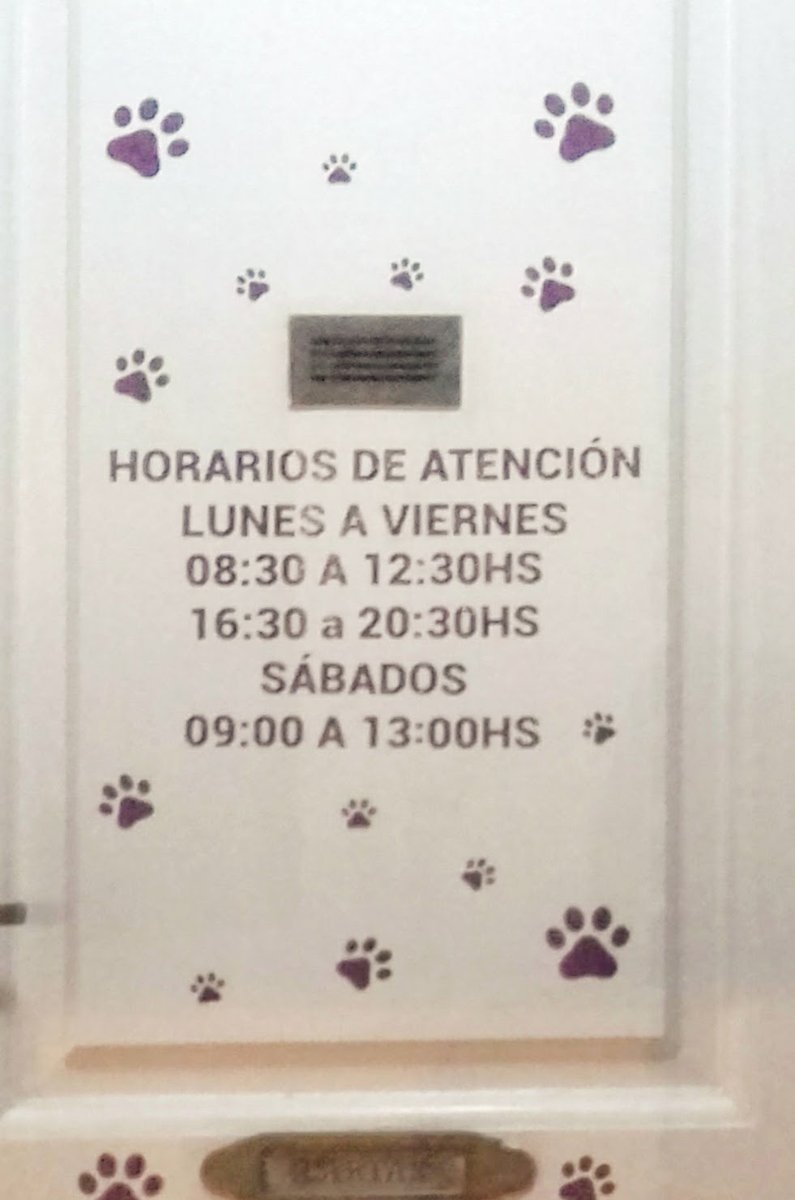 HORARIOS DE ATENCIÓN
LUNES A VIERNES
08:30 A 12:30HS
16:30 a 20:30HS
SÁBADOS
09:00 A 13:00HS